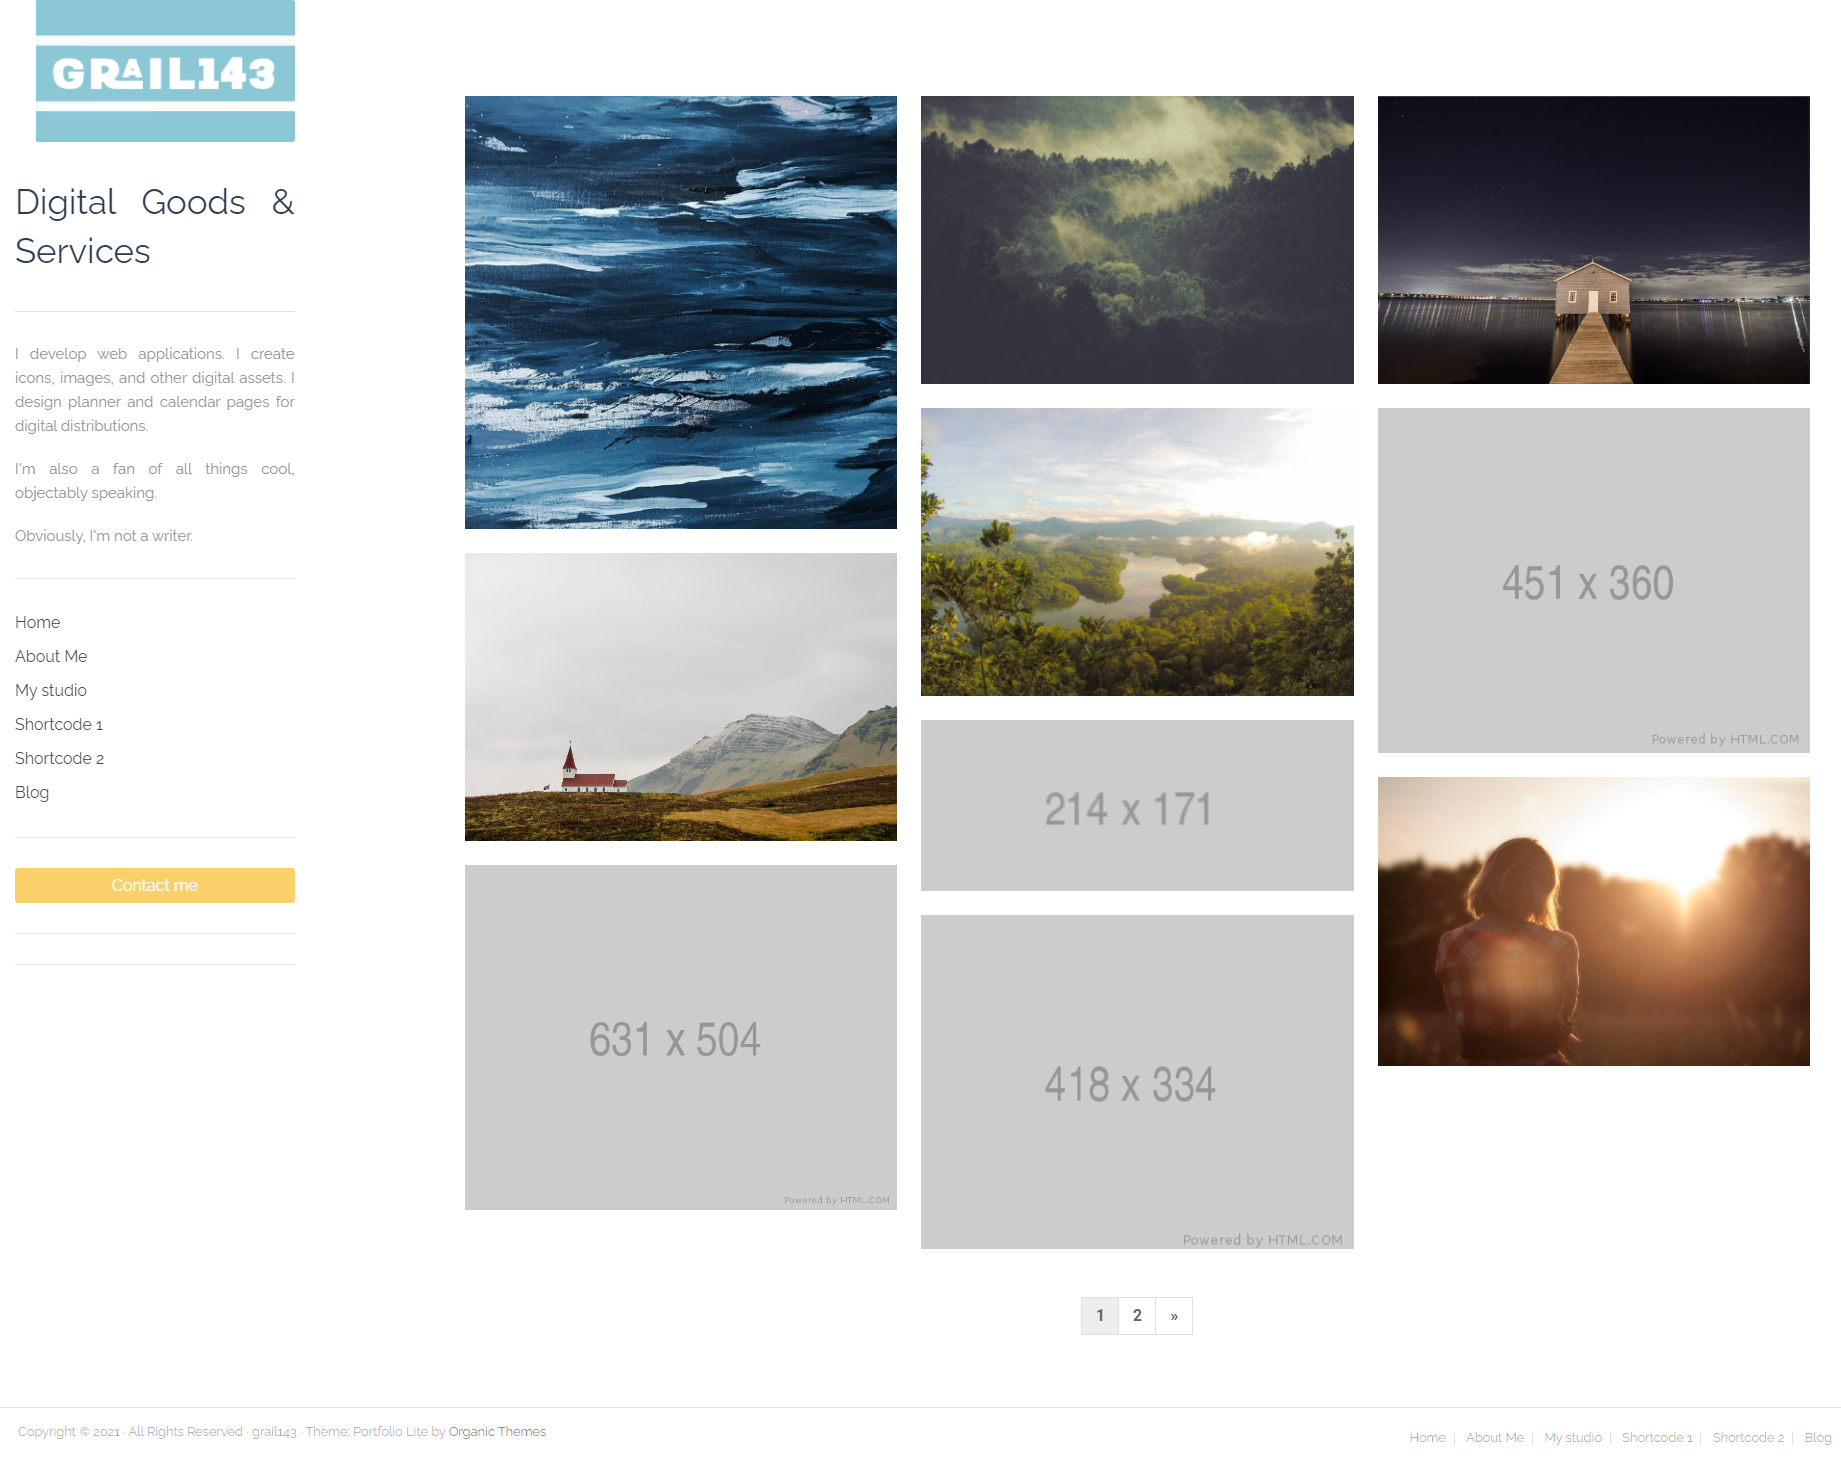 GRAIL143
Digital Goods &
Services
I develop web applications. I create
icons, images, and other digital assets. I
design planner and calendar pages for
digital distributions.
I'm also a fan of all things cool,
objectably speaking.
Obviously, I'm not a writer.
Home
About Me
My studio
Shortcode 1
Shortcode 2
Blog
Contact me
451 x 360
Powered by HTML.COM
214 x 171
631 x 504
Powered by HTML.COM
418 x 334
Powered by HTML.COM
1 2 »
Copyright © 2021 · All Rights Reserved · grail143 · Theme: Portfolio Lite by Organic Themes
Home | About Me | My studio | Shortcode 1 | Shortcode 2 | Blog